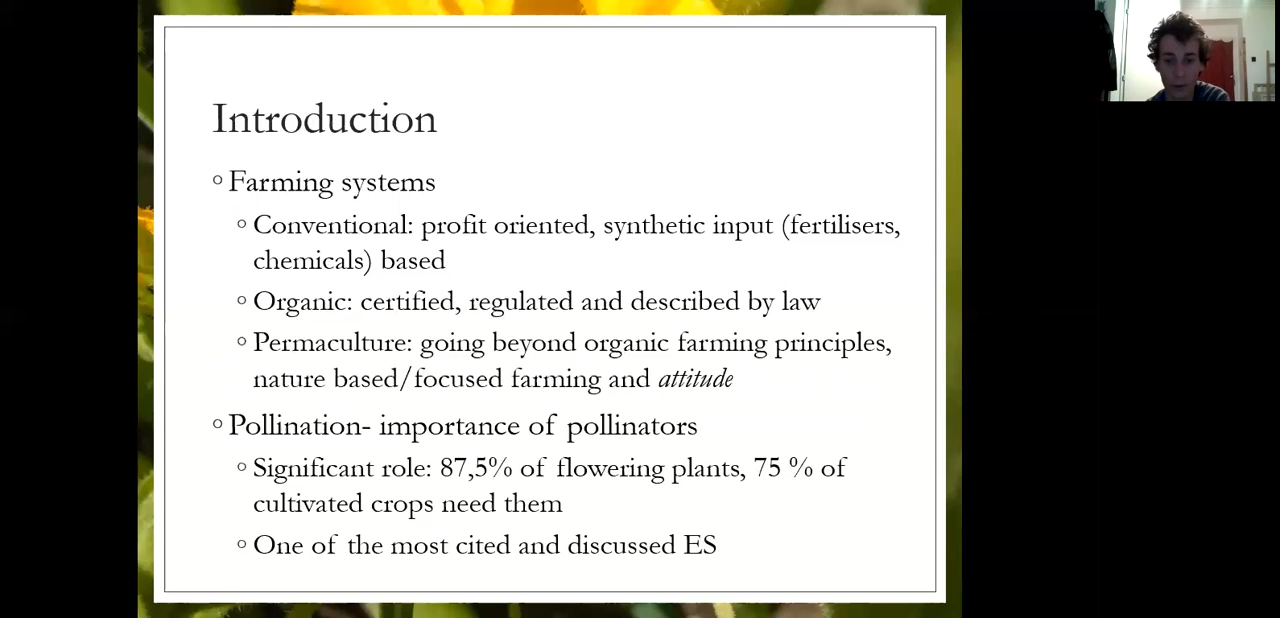 Introduction
◦ Farming systems
◦ Conventional: profit oriented, synthetic input (fertilisers,
chemicals) based
◦ Organic: certified, regulated and described by law
◦ Permaculture: going beyond organic farming principles,
nature based/focused farming and attitude
◦ Pollination- importance of pollinators
◦ Significant role: 87,5% of flowering plants, 75 % of
cultivated crops need them
◦ One of the most cited and discussed ES